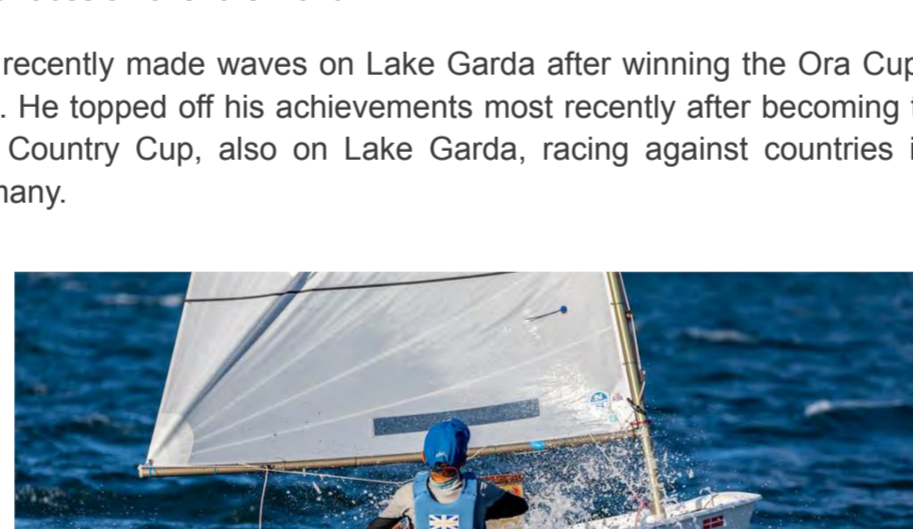 recently made waves on Lake Garda after winning the Ora Cup
. He topped off his achievements most recently after becoming
Country Cup, also on Lake Garda, racing against countries
many.